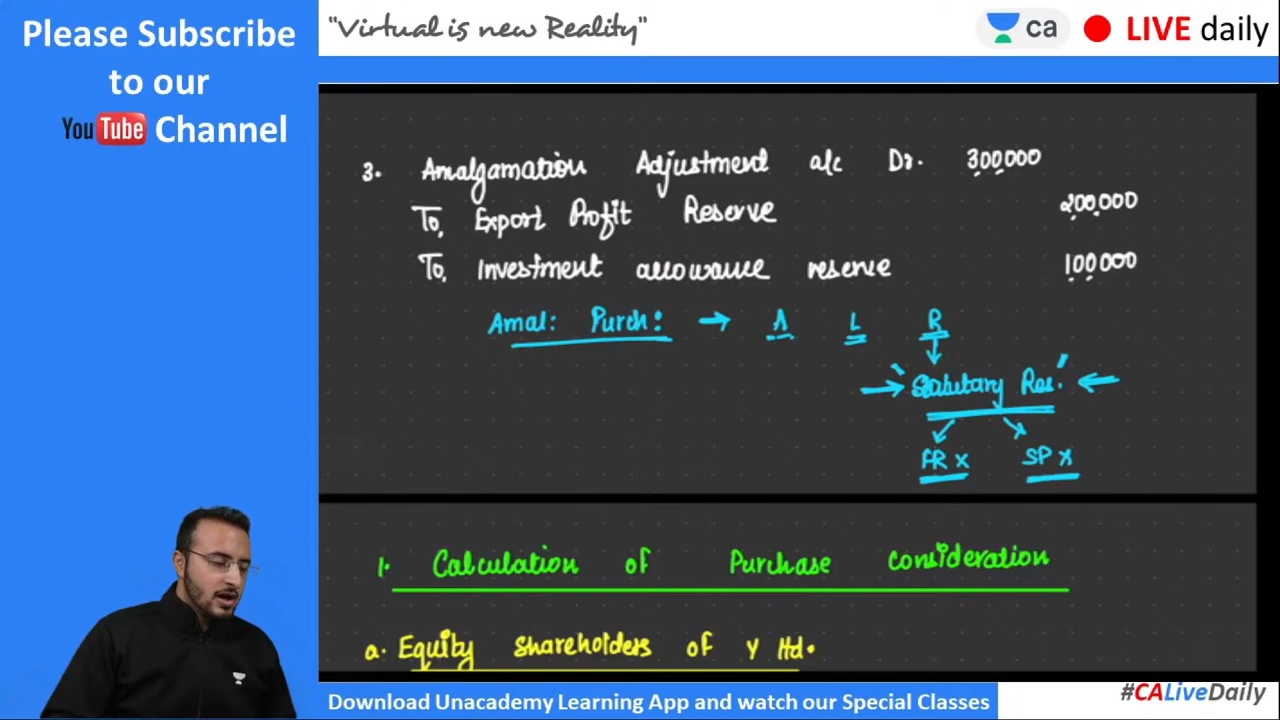 Please Subscribe
to our
YouTube Channel
"Virtual is new Reality"
ca LIVE daily
3. Amalgamation Adjustment a/c Dr. 300000
To, Export Profit Reserve 200000
To, Investment allowance reserve 100000
Amal: Purch: → A L R
→ 'Statutary Res.' ←
FR x SP x
1. Calculation of Purchase consideration
a. Equity shareholders of Y ltd.
Download Unacademy Learning App and watch our Special Classes
#CALiveDaily